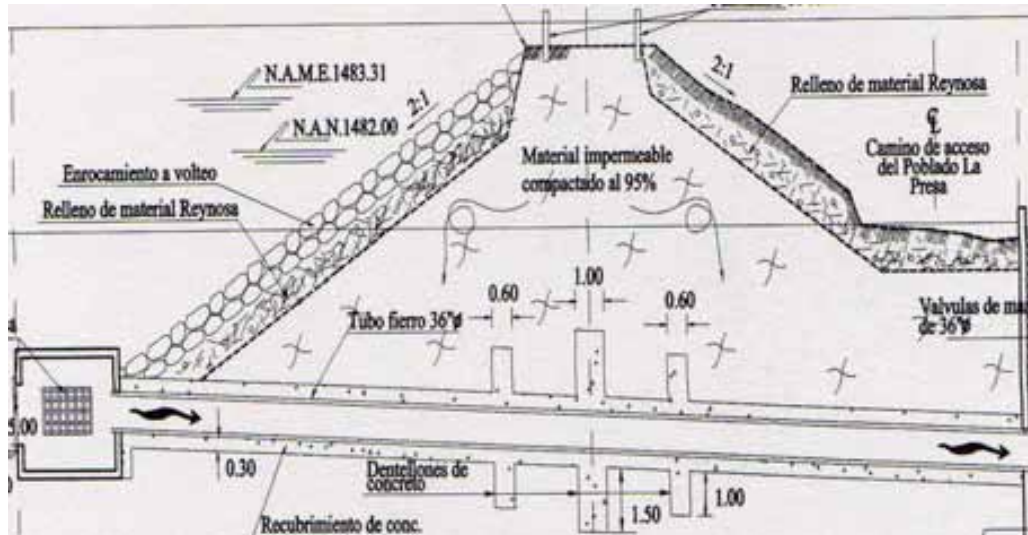 N.A.M.E.1483.31
N.A.N.1482.00
2:1
2:1
Relleno de material Reynosa
Camino de acceso
del Poblado La
Presa
Material impermeable
compactado al 95%
Enrocamiento a volteo
Relleno de material Reynosa
1.00
0.60
0.60
Tubo fierro 36"ø
Valvulas de
de 36"ø
5.00
0.30
Dentellones de
concreto
1.50
1.00
Recubrimiento de conc.